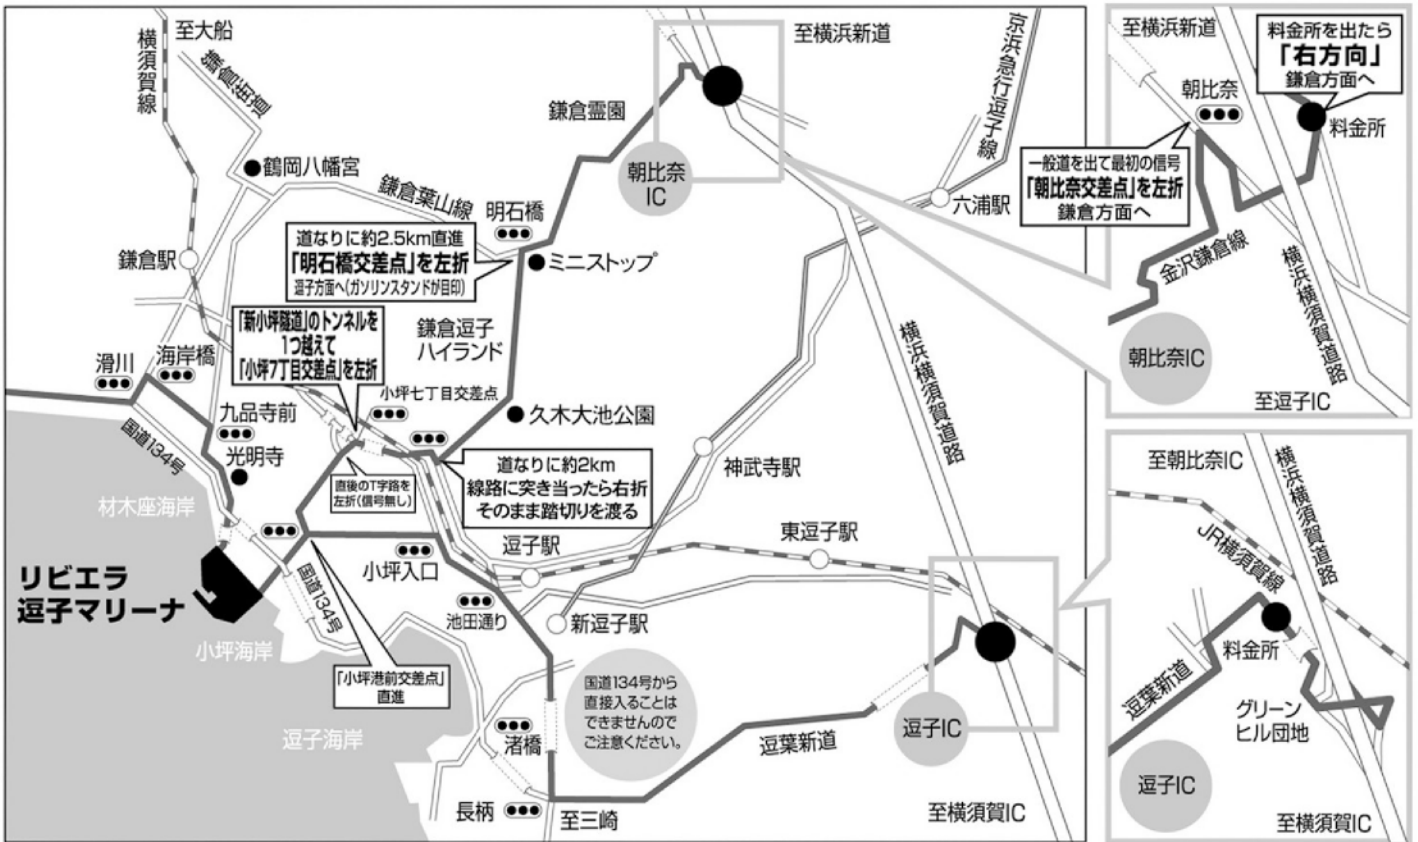 至大船
横須賀線
鎌倉街道
鶴岡八幡宮
鎌倉葉山線
鎌倉霊園
至横浜新道
京浜急行逗子線
朝比奈
IC
六浦駅
明石橋
ミニストップ
道なりに約2.5km直進
「明石橋交差点」を左折
逗子方面へ(ガソリンスタンドが目印)
鎌倉駅
「新小坪隧道」のトンネルを
1つ越えて
「小坪7丁目交差点」を左折
鎌倉逗子
ハイランド
横浜横須賀道路
滑川
海岸橋
小坪七丁目交差点
九品寺前
久木大池公園
国道134号
光明寺
直後のT字路を
左折(信号無し)
道なりに約2km
線路に突き当ったら右折
そのまま踏切りを渡る
神武寺駅
材木座海岸
逗子駅
東逗子駅
小坪入口
リビエラ
逗子マリーナ
国道134号
池田通り
新逗子駅
小坪海岸
「小坪港前交差点」
直進
国道134号から
直接入ることは
できませんので
ご注意ください。
逗子海岸
渚橋
逗葉新道
逗子IC
長柄
至三崎
至横須賀IC
至横浜新道
料金所を出たら
「右方向」
鎌倉方面へ
朝比奈
料金所
一般道を出て最初の信号
「朝比奈交差点」を左折
鎌倉方面へ
金沢鎌倉線
横浜横須賀道路
朝比奈IC
至逗子IC
至朝比奈IC
横浜横須賀道路
JR横須賀線
料金所
逗葉新道
グリーン
ヒル団地
逗子IC
至横須賀IC